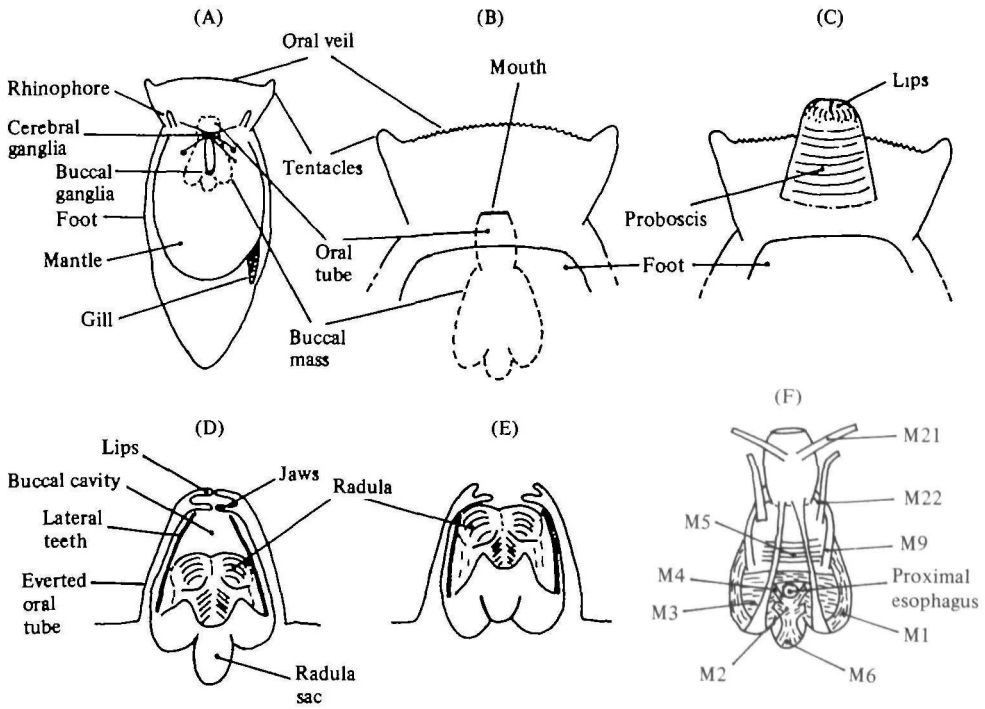 (A)
(B)
(C)
Oral veil
Mouth
Lips
Rhinophore
Cerebral
ganglia
Buccal
ganglia
Foot
Mantle
Gill
Tentacles
Oral
tube
Buccal
mass
Proboscis
Foot
(D)
(E)
(F)
Lips
Buccal cavity
Lateral
teeth
Everted
oral
tube
Jaws
Radula
Radula
sac
M21
M22
M5
M9
M4
M3
Proximal
esophagus
M1
M2
M6